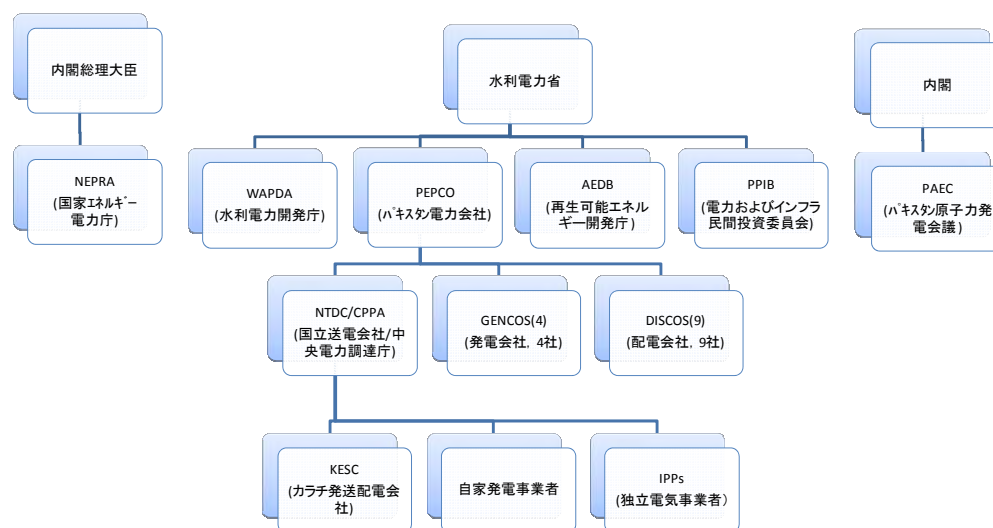 内閣総理大臣
水利電力省
内閣
NEPRA
(国家エネルギー
電力庁)
WAPDA
(水利電力開発庁)
PEPCO
(パキスタン電力会社)
AEDB
(再生可能エネル
ギー開発庁)
PPIB
(電力およびインフラ
民間投資委員会)
PAEC
(パキスタン原子力発
電会議)
NTDC/CPPA
(国立送電会社/中
央電力調達庁)
GENCOS(4)
(発電会社, 4社)
DISCOS(9)
(配電会社, 9社)
KESC
(カラチ発送配電会
社)
自家発電事業者
IPPs
(独立電気事業者)